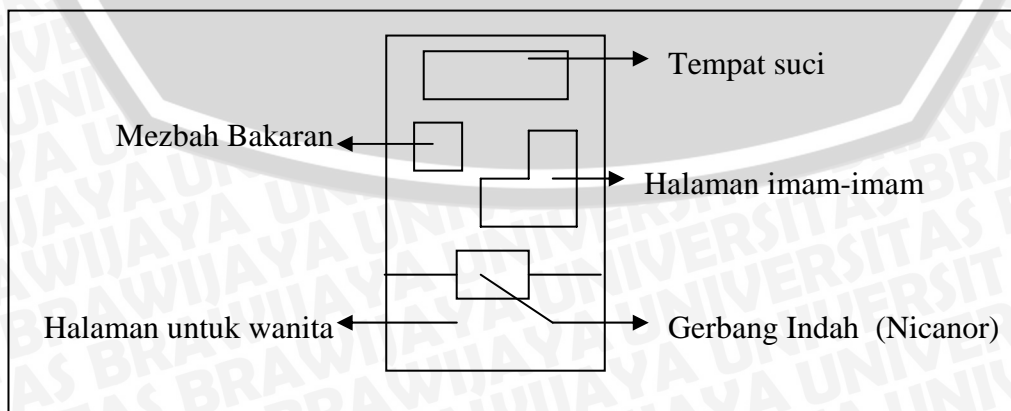 Tempat suci
Mezbah Bakaran
Halaman imam-imam
Halaman untuk wanita
Gerbang Indah (Nicanor)